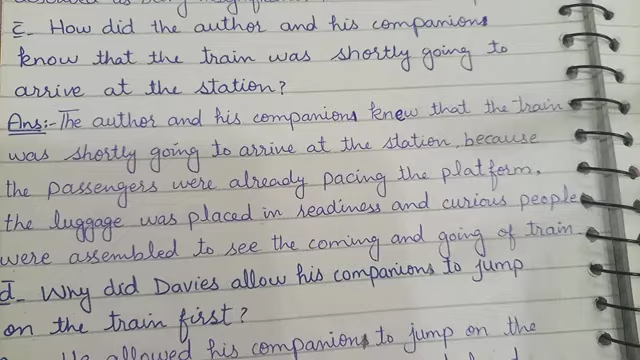 c. How did the author and his companions
know that the train was shortly going to
arrive at the station?
Ans:- The author and his companions knew that the train
was shortly going to arrive at the station, because
the passengers were already pacing the platform,
the luggage was placed in readiness and curious people
were assembled to see the coming and going of train.
d. Why did Davies allow his companions to jump
on the train first?
He allowed his companions to jump on the